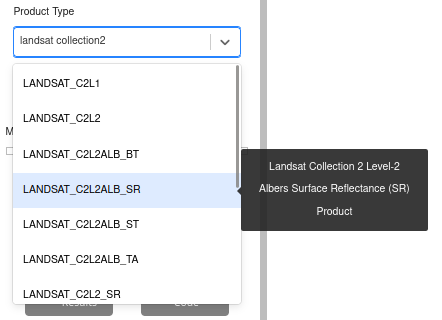 Product Type
landsat collection2
LANDSAT_C2L1
LANDSAT_C2L2
M
LANDSAT_C2L2ALB_BT
LANDSAT_C2L2ALB_SR
Landsat Collection 2 Level-2
Albers Surface Reflectance (SR)
Product
LANDSAT_C2L2ALB_ST
LANDSAT_C2L2ALB_TA
LANDSAT_C2L2_SR